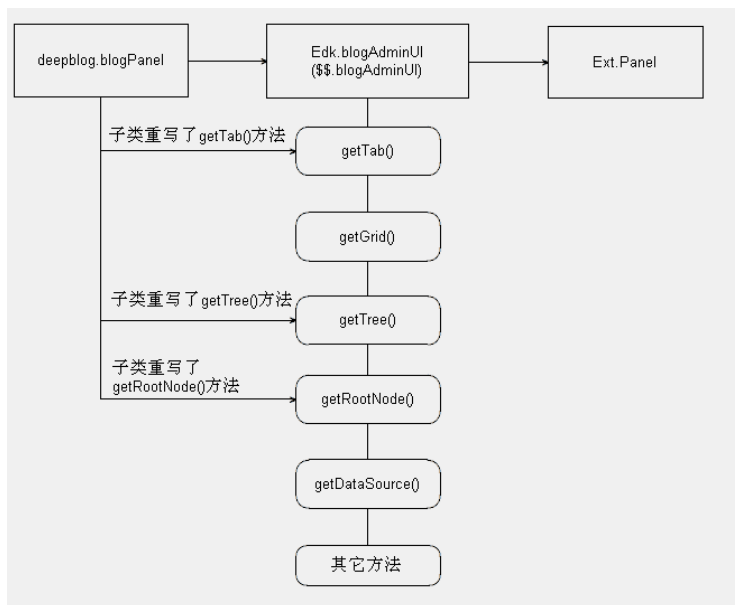 deepblog.blogPanel
Edk.blogAdminUI
($$.blogAdminUI)
Ext.Panel
子类重写了getTab()方法
getTab()
getGrid()
子类重写了getTree()方法
getTree()
子类重写了
getRootNode()方法
getRootNode()
getDataSource()
其它方法